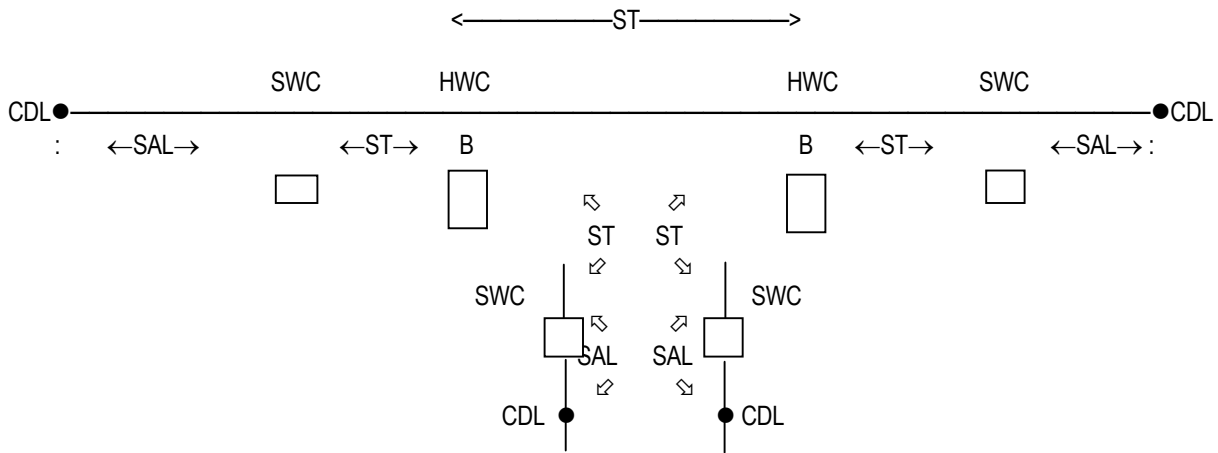 <——————ST——————>
SWC HWC HWC SWC
CDL CDL
: ←SAL→ ←ST→ B B ←ST→ ←SAL→ :
ST ST
SWC SWC
SAL SAL
CDL CDL